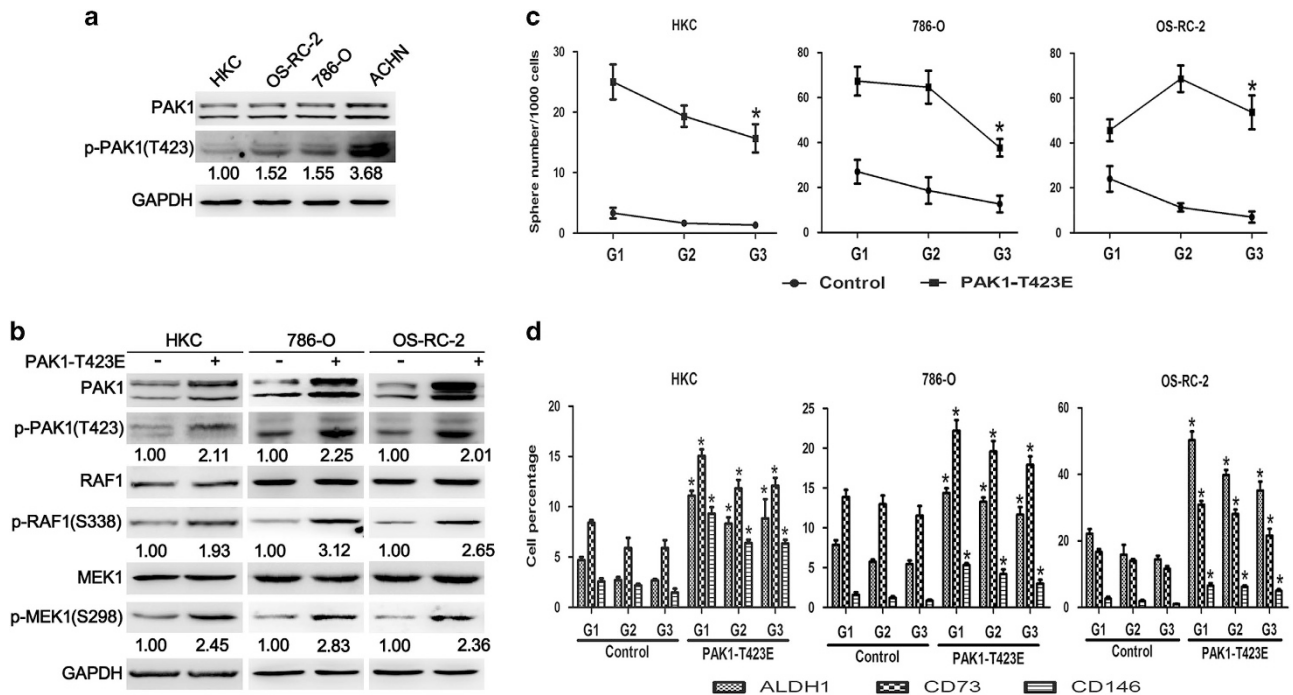 a
HKC OS-RC-2 786-O ACHN
PAK1
p-PAK1(T423)
1.00 1.52 1.55 3.68
GAPDH
b
HKC 786-O OS-RC-2
PAK1-T423E - + - + - +
PAK1
p-PAK1(T423)
1.00 2.11 1.00 2.25 1.00 2.01
RAF1
p-RAF1(S338)
1.00 1.93 1.00 3.12 1.00 2.65
MEK1
p-MEK1(S298)
1.00 2.45 1.00 2.83 1.00 2.36
GAPDH
c
HKC
Sphere number/1000 cells
30
20
10
0
*
G1 G2 G3
786-O
80
60
40
20
0
*
G1 G2 G3
OS-RC-2
80
60
40
20
0
*
G1 G2 G3
Control PAK1-T423E
d
HKC
Cell percentage
20
15
10
5
0
* * * * * * * * *
G1 G2 G3 G1 G2 G3
Control PAK1-T423E
786-O
25
20
15
10
5
0
* * * * * * * * *
G1 G2 G3 G1 G2 G3
Control PAK1-T423E
OS-RC-2
60
40
20
0
* * * * * * * * *
G1 G2 G3 G1 G2 G3
Control PAK1-T423E
ALDH1 CD73 CD146